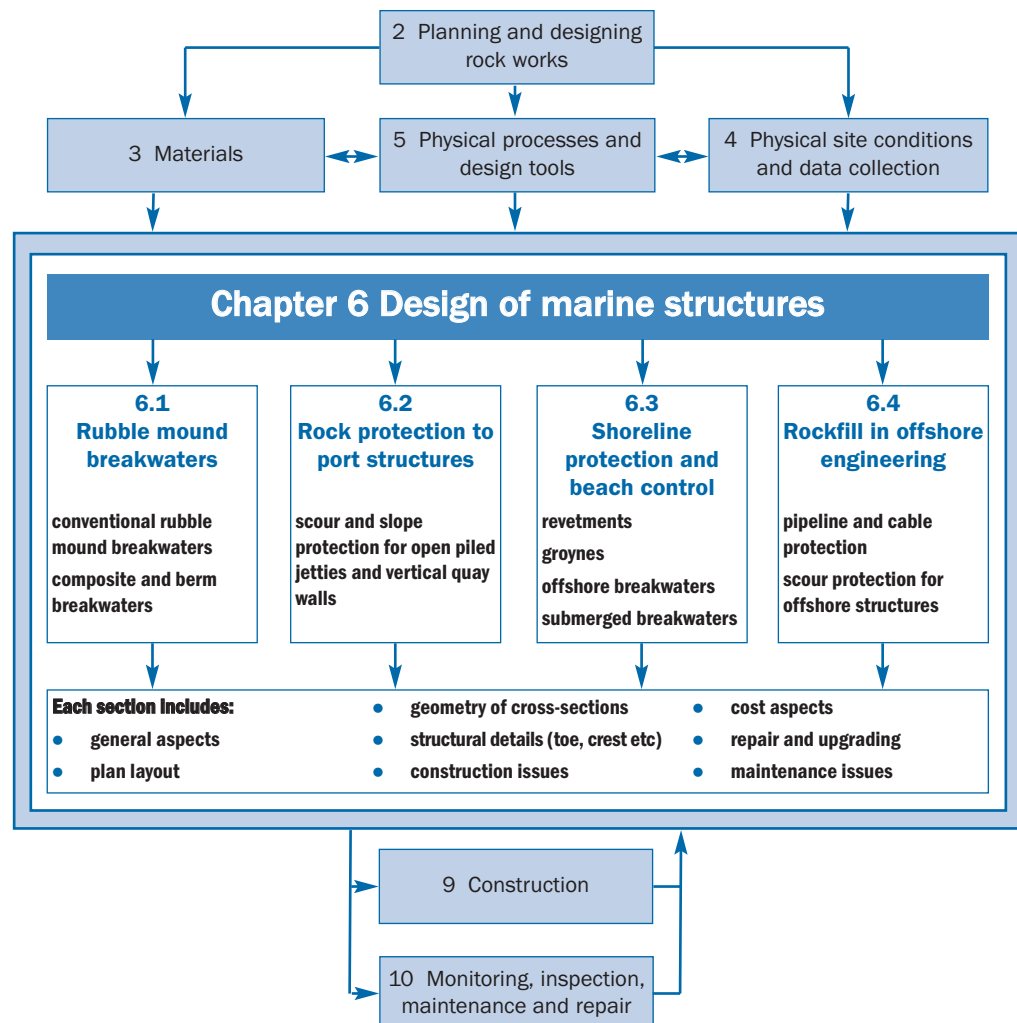 2 Planning and designing
rock works
3 Materials
5 Physical processes and
design tools
4 Physical site conditions
and data collection
Chapter 6 Design of marine structures
6.1
Rubble mound
breakwaters
conventional rubble
mound breakwaters
composite and berm
breakwaters
6.2
Rock protection to
port structures
scour and slope
protection for open piled
jetties and vertical quay
walls
6.3
Shoreline
protection and
beach control
revetments
groynes
offshore breakwaters
submerged breakwaters
6.4
Rockfill in offshore
engineering
pipeline and cable
protection
scour protection for
offshore structures
Each section includes:
• general aspects
• plan layout
• geometry of cross-sections
• structural details (toe, crest etc)
• construction issues
• cost aspects
• repair and upgrading
• maintenance issues
9 Construction
10 Monitoring, inspection,
maintenance and repair